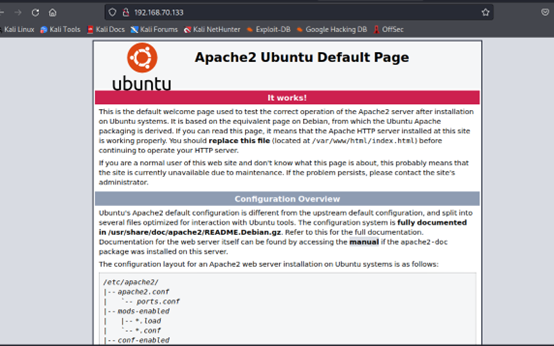 192.168.70.133
Kali Linux Kali Tools Kali Docs Kali Forums Kali NetHunter Exploit-DB Google Hacking DB OffSec
Apache2 Ubuntu Default Page
ubuntu
It works!
This is the default welcome page used to test the correct operation of the Apache2 server after installation
on Ubuntu systems. It is based on the equivalent page on Debian, from which the Ubuntu Apache
packaging is derived. If you can read this page, it means that the Apache HTTP server installed at this site
is working properly. You should replace this file (located at /var/www/html/index.html) before
continuing to operate your HTTP server.
If you are a normal user of this web site and don't know what this page is about, this probably means that
the site is currently unavailable due to maintenance. If the problem persists, please contact the site's
administrator.
Configuration Overview
Ubuntu's Apache2 default configuration is different from the upstream default configuration, and split into
several files optimized for interaction with Ubuntu tools. The configuration system is fully documented
in /usr/share/doc/apache2/README.Debian.gz. Refer to this for the full documentation.
Documentation for the web server itself can be found by accessing the manual if the apache2-doc
package was installed on this server.
The configuration layout for an Apache2 web server installation on Ubuntu systems is as follows:
/etc/apache2/
|-- apache2.conf
|   `-- ports.conf
|-- mods-enabled
|   |-- *.load
|   `-- *.conf
|-- conf-enabled